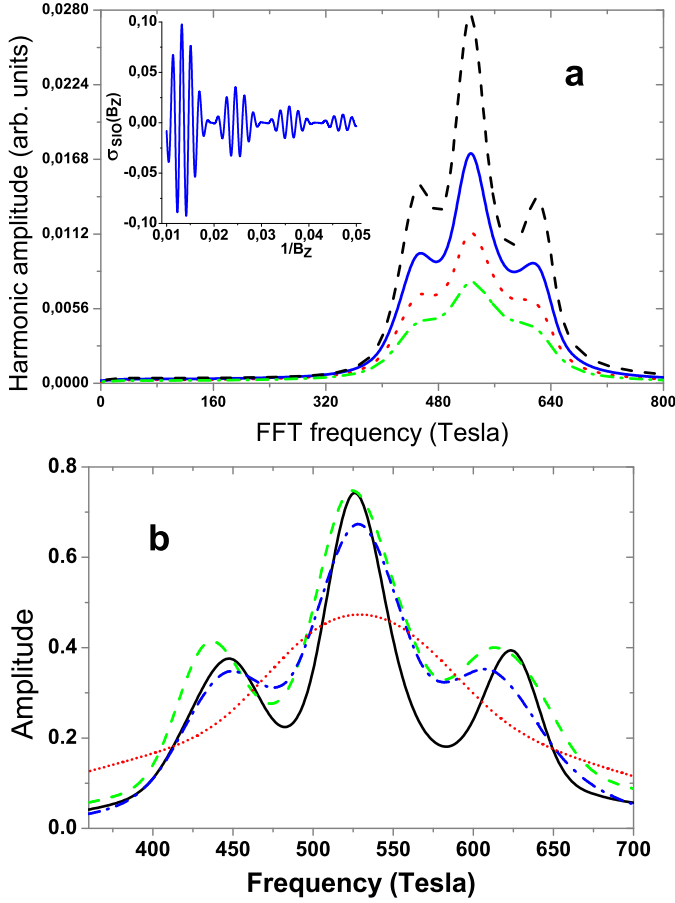 0,0280
0,0224
0,0168
0,0112
0,0056
0,0000
Harmonic amplitude (arb. units)
a
0,10
0,05
0,00
-0,05
-0,10
σSIO(BZ)
0,01 0,02 0,03 0,04 0,05
1/BZ
0 160 320 480 640 800
FFT frequency (Tesla)
b
0.8
0.6
0.4
0.2
0.0
Amplitude
400 450 500 550 600 650 700
Frequency (Tesla)